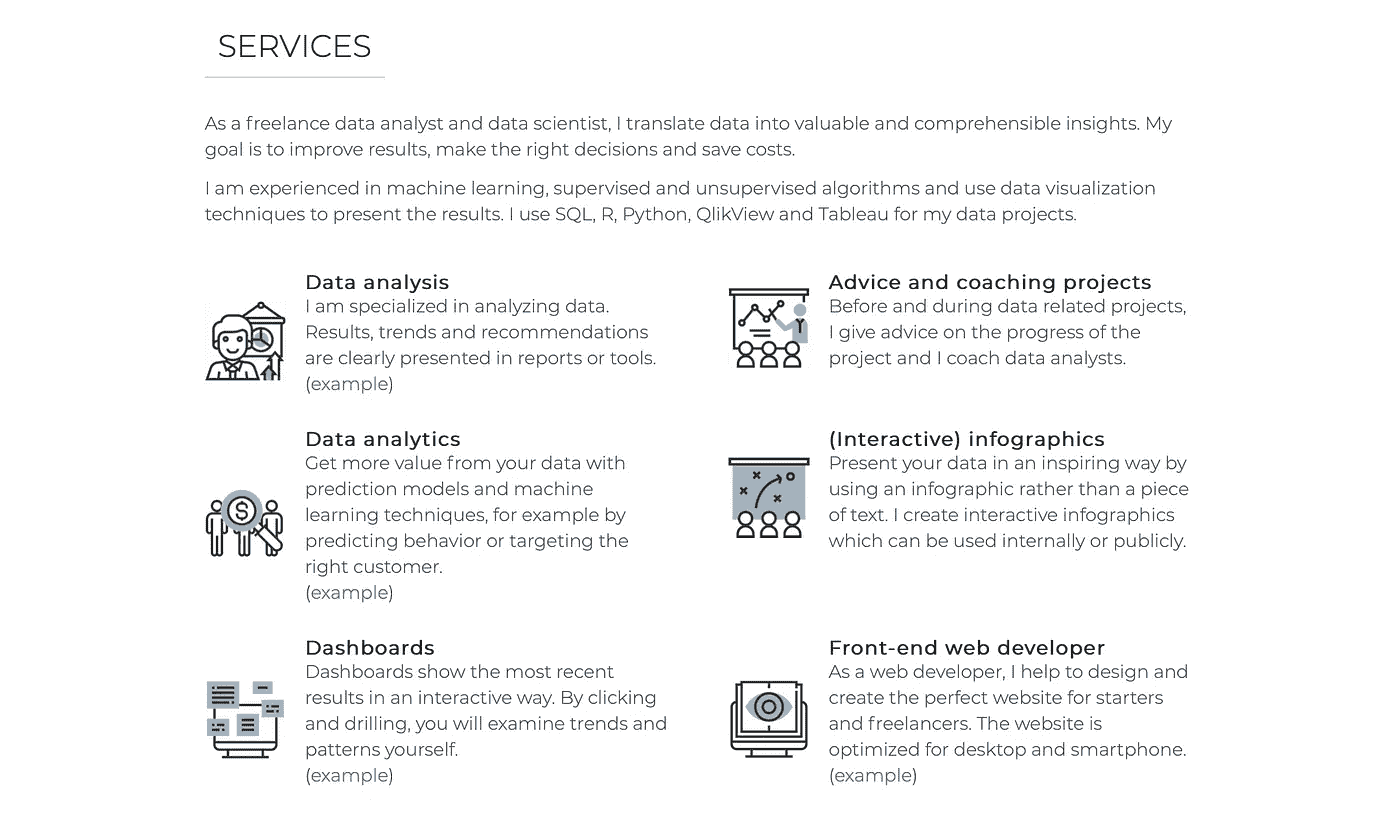 SERVICES
As a freelance data analyst and data scientist, I translate data into valuable and comprehensible insights. My
goal is to improve results, make the right decisions and save costs.
I am experienced in machine learning, supervised and unsupervised algorithms and use data visualization
techniques to present the results. I use SQL, R, Python, QlikView and Tableau for my data projects.
Data analysis
I am specialized in analyzing data.
Results, trends and recommendations
are clearly presented in reports or tools.
(example)
Advice and coaching projects
Before and during data related projects,
I give advice on the progress of the
project and I coach data analysts.
Data analytics
Get more value from your data with
prediction models and machine
learning techniques, for example by
predicting behavior or targeting the
right customer.
(example)
(Interactive) infographics
Present your data in an inspiring way by
using an infographic rather than a piece
of text. I create interactive infographics
which can be used internally or publicly.
Dashboards
Dashboards show the most recent
results in an interactive way. By clicking
and drilling, you will examine trends and
patterns yourself.
(example)
Front-end web developer
As a web developer, I help to design and
create the perfect website for starters
and freelancers. The website is
optimized for desktop and smartphone.
(example)